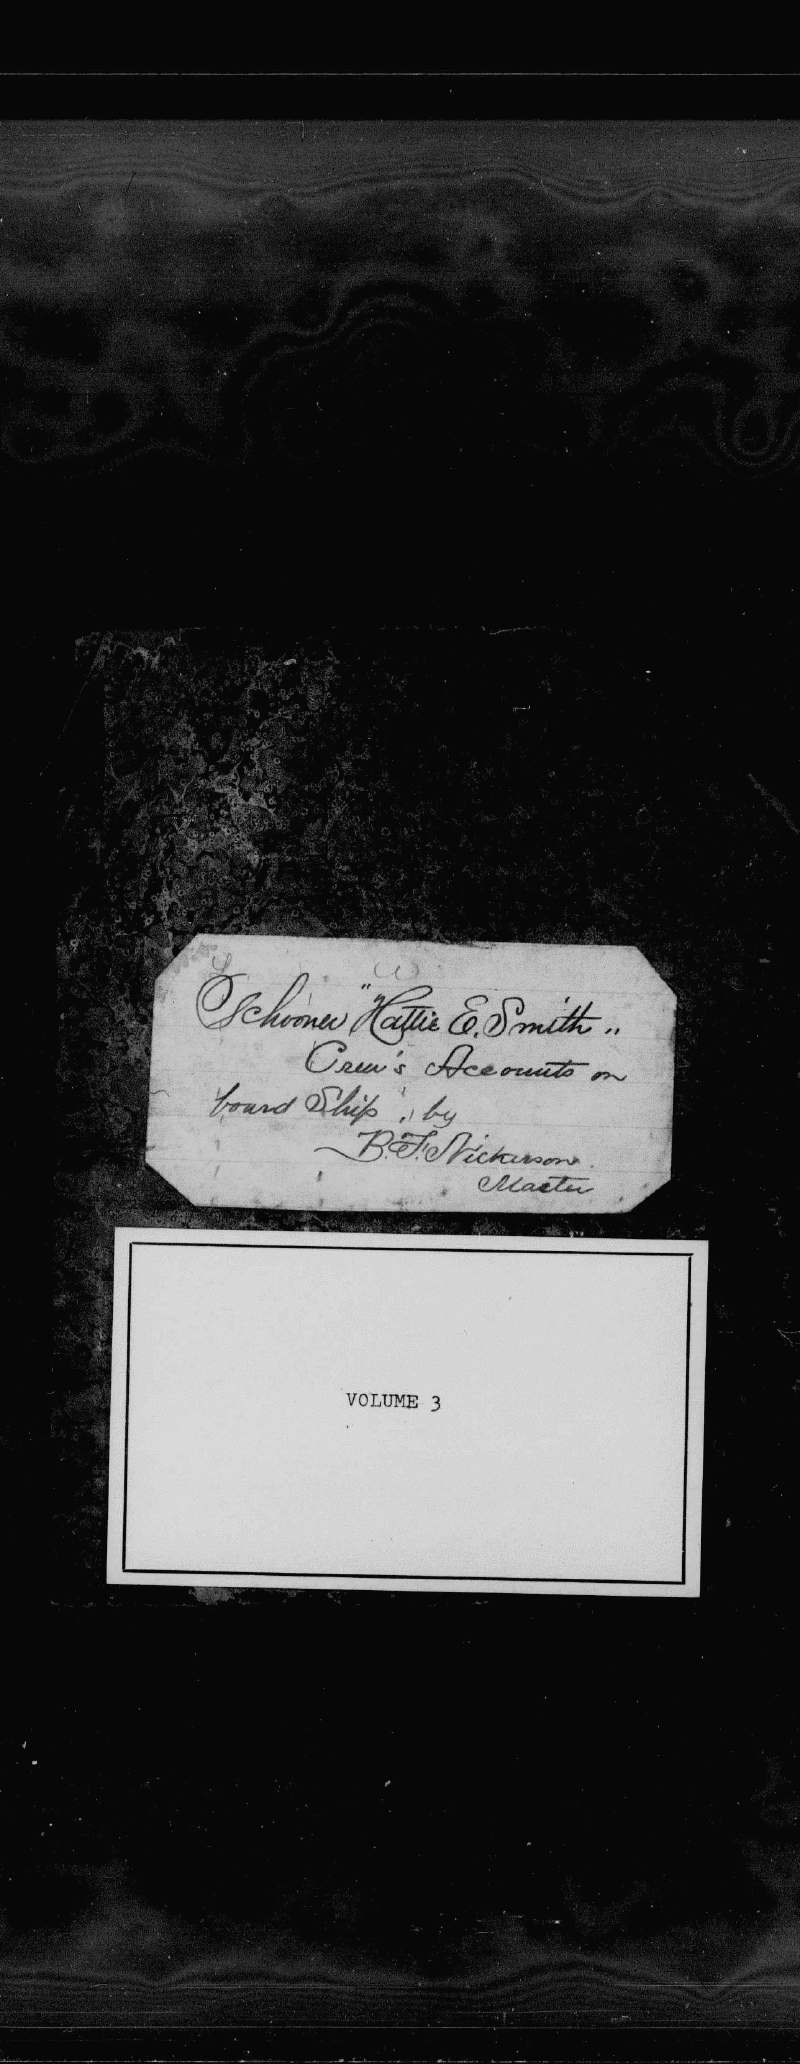 Schooner "Hattie E. Smith"
Crew's Accounts on
board Ship, by
B. F. Nickerson.
Master
VOLUME 3